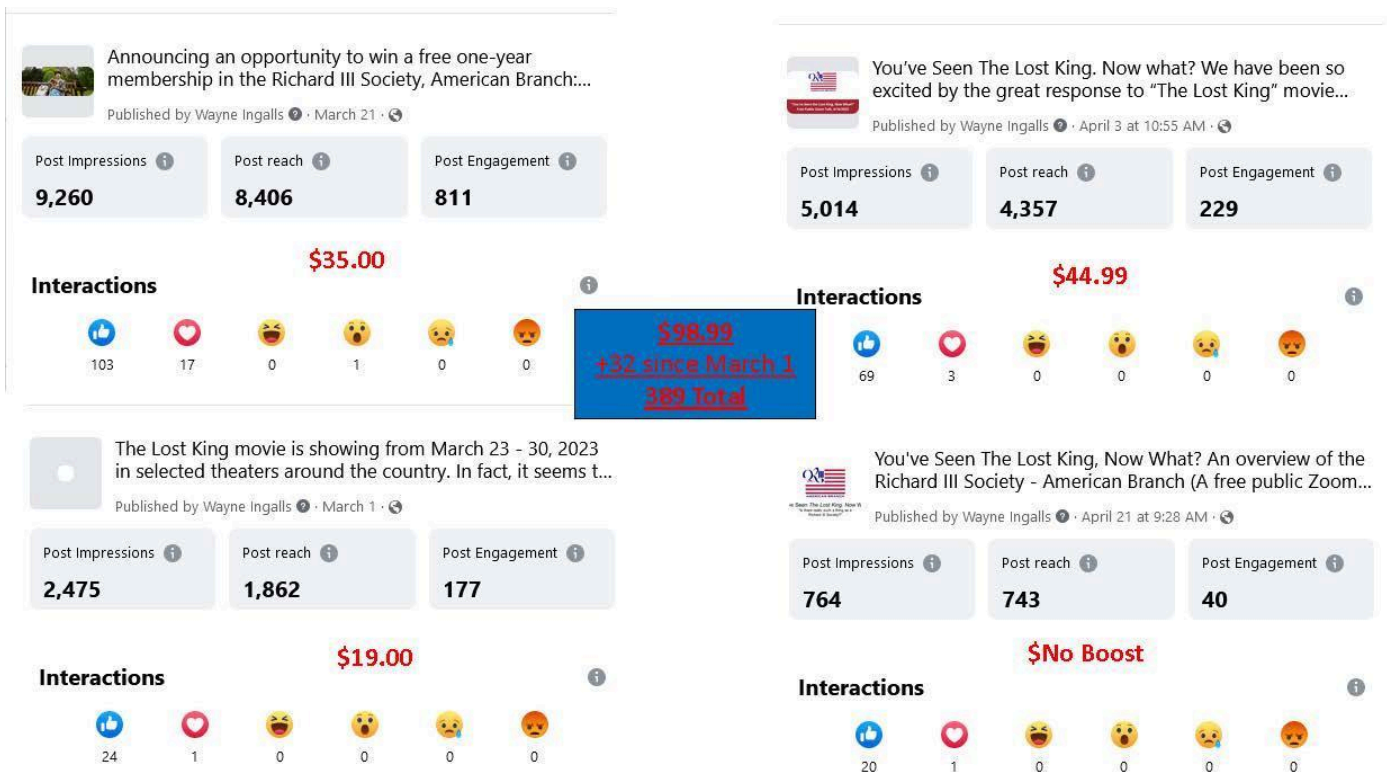 Announcing an opportunity to win a free one-year
membership in the Richard III Society, American Branch:...
Published by Wayne Ingalls · March 21 ·
Post Impressions
Post reach
Post Engagement
9,260
8,406
811
$35.00
Interactions
103
17
0
1
0
0
You've Seen The Lost King. Now what? We have been so
excited by the great response to “The Lost King” movie...
Published by Wayne Ingalls · April 3 at 10:55 AM ·
Post Impressions
Post reach
Post Engagement
5,014
4,357
229
$44.99
Interactions
69
3
0
0
0
0
$98.99
+32 since March 1
389 Total
The Lost King movie is showing from March 23 - 30, 2023
in selected theaters around the country. In fact, it seems t...
Published by Wayne Ingalls · March 1 ·
Post Impressions
Post reach
Post Engagement
2,475
1,862
177
$19.00
Interactions
24
1
0
0
0
0
You've Seen The Lost King, Now What? An overview of the
Richard III Society - American Branch (A free public Zoom...
Published by Wayne Ingalls · April 21 at 9:28 AM ·
Post Impressions
Post reach
Post Engagement
764
743
40
$No Boost
Interactions
20
1
0
0
0
0